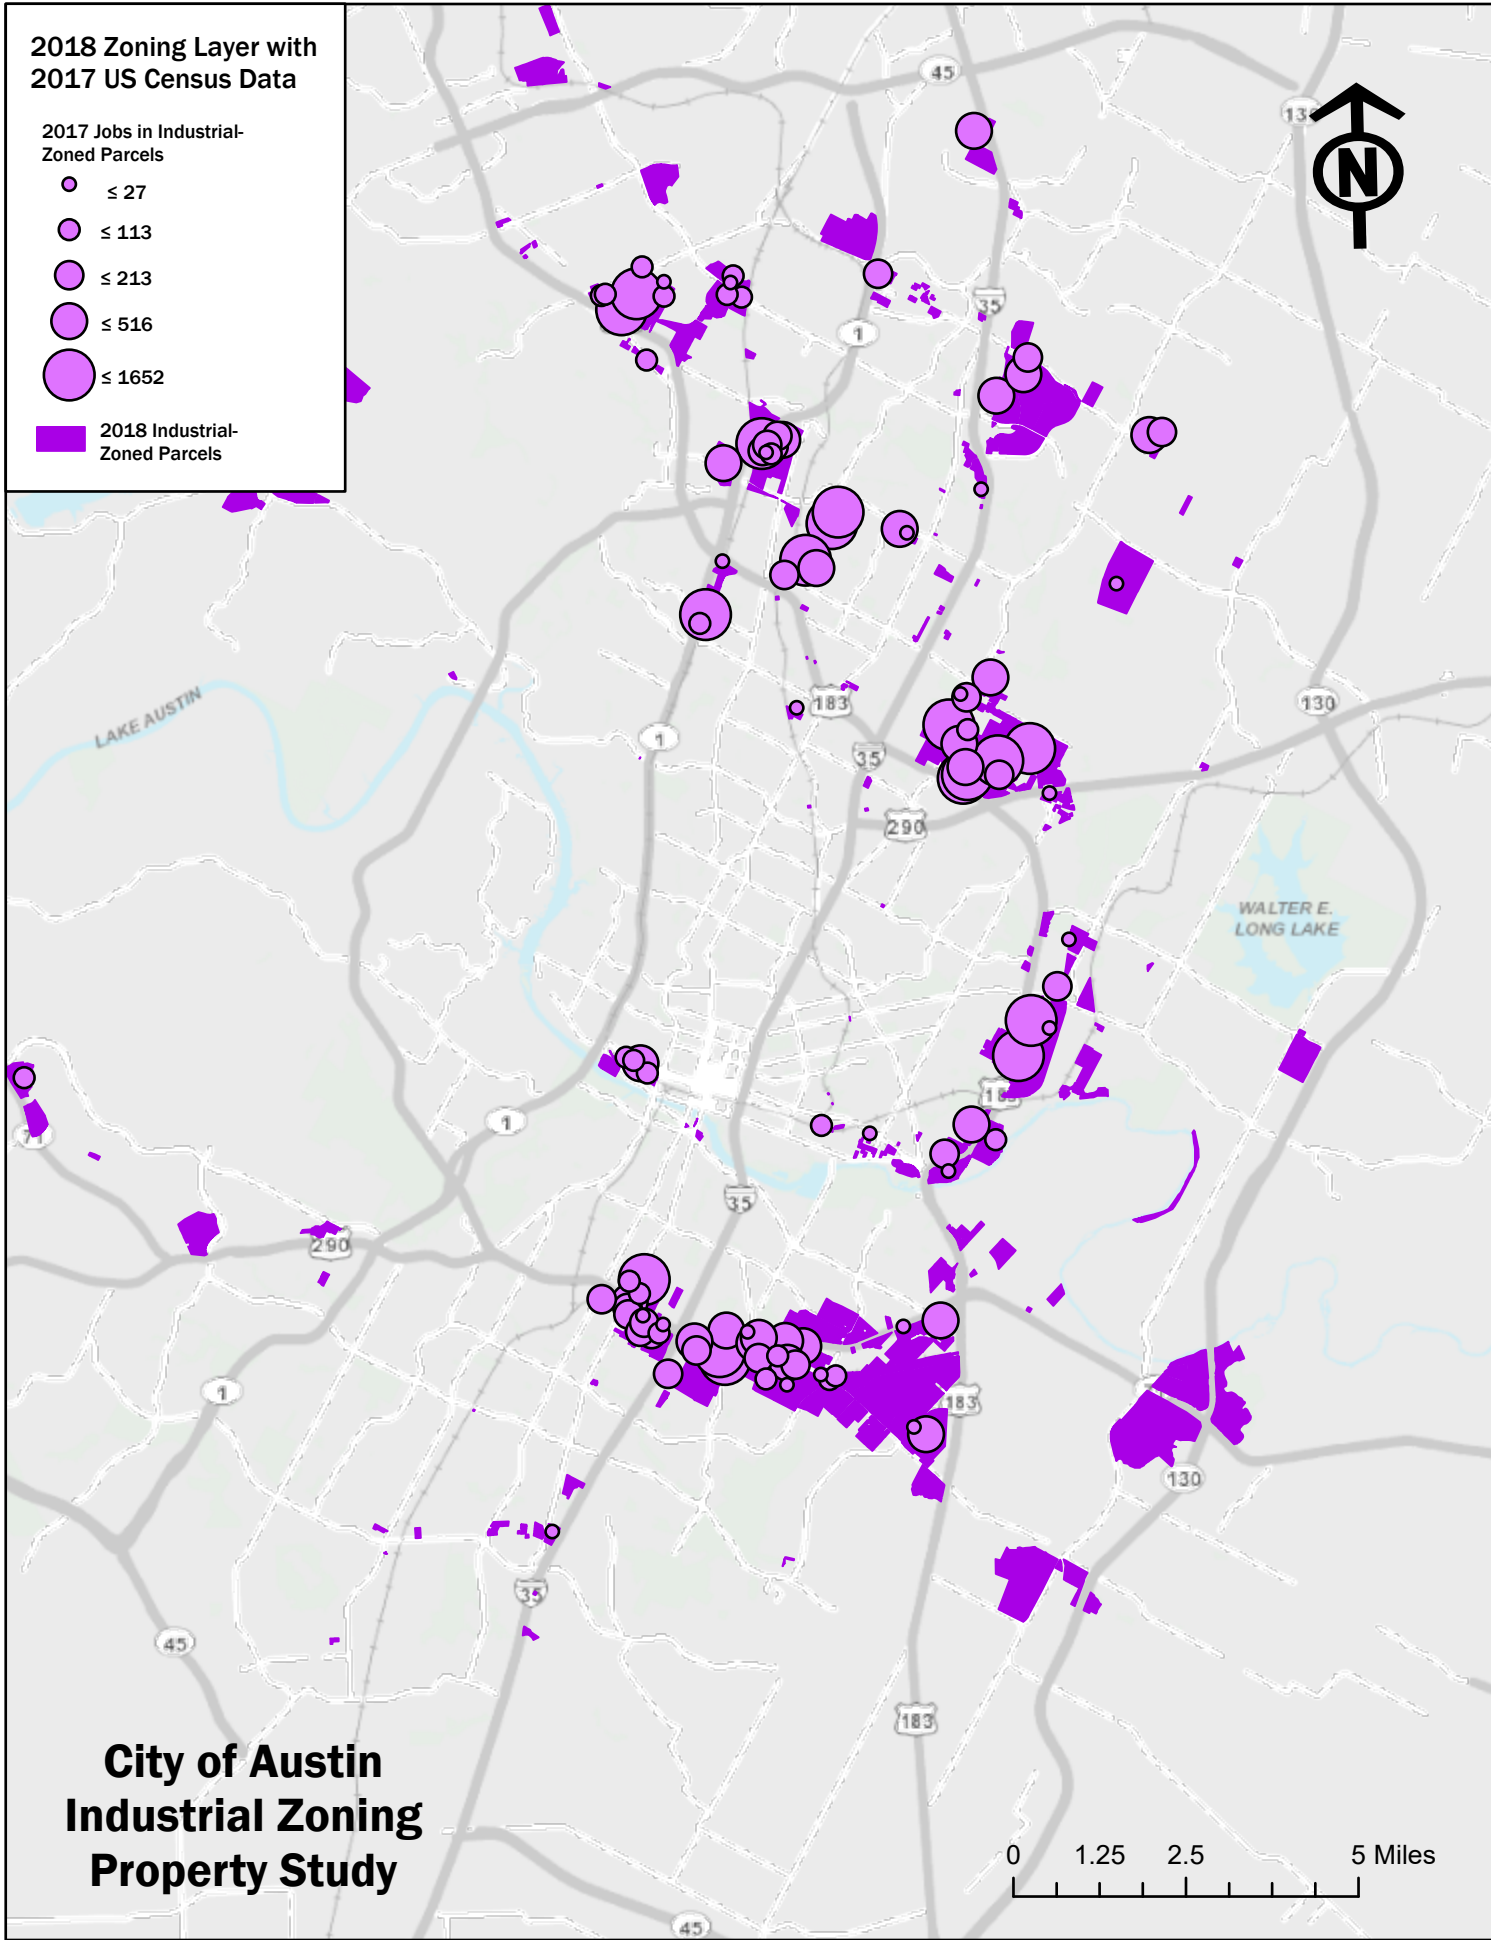 2018 Zoning Layer with
2017 US Census Data
2017 Jobs in Industrial-
Zoned Parcels
≤ 27
≤ 113
≤ 213
≤ 516
≤ 1652
2018 Industrial-
Zoned Parcels
45
N
35
1
LAKE AUSTIN
183
130
1
35
290
WALTER E.
LONG LAKE
1
71
35
290
1
183
130
35
45
183
City of Austin
Industrial Zoning
Property Study
0 1.25 2.5 5 Miles
45